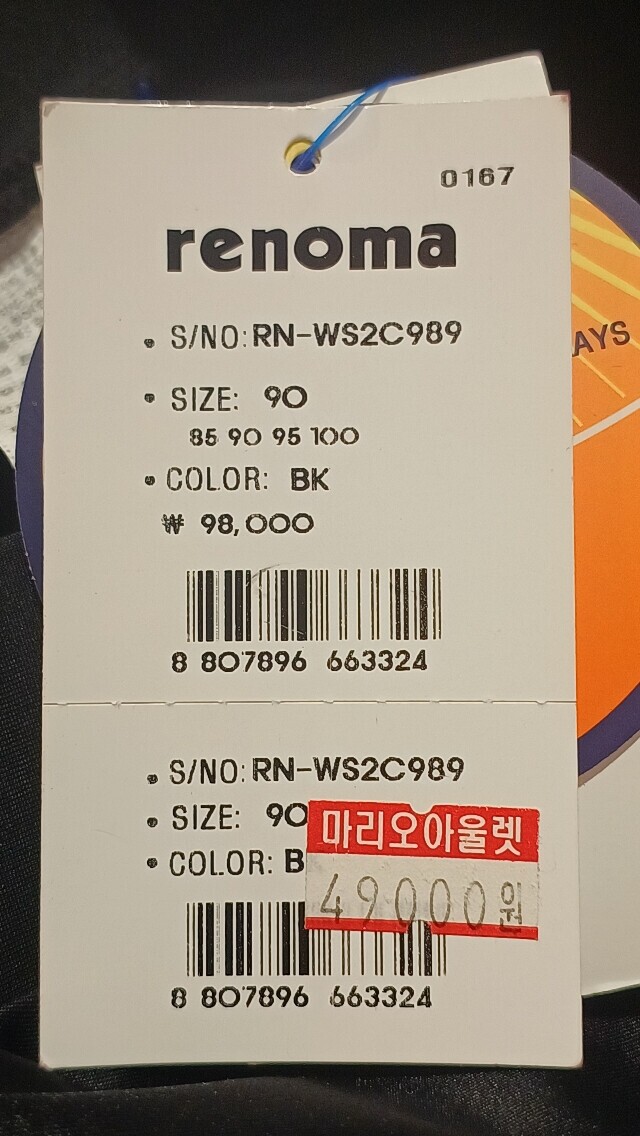 0167
renoma
• S/NO: RN-WS2C989
• SIZE: 90
85 90 95 100
• COLOR: BK
₩ 98,000
8 807896 663324
• S/NO: RN-WS2C989
• SIZE: 90
• COLOR: B
마리오아울렛
49000원
8 807896 663324
AYS